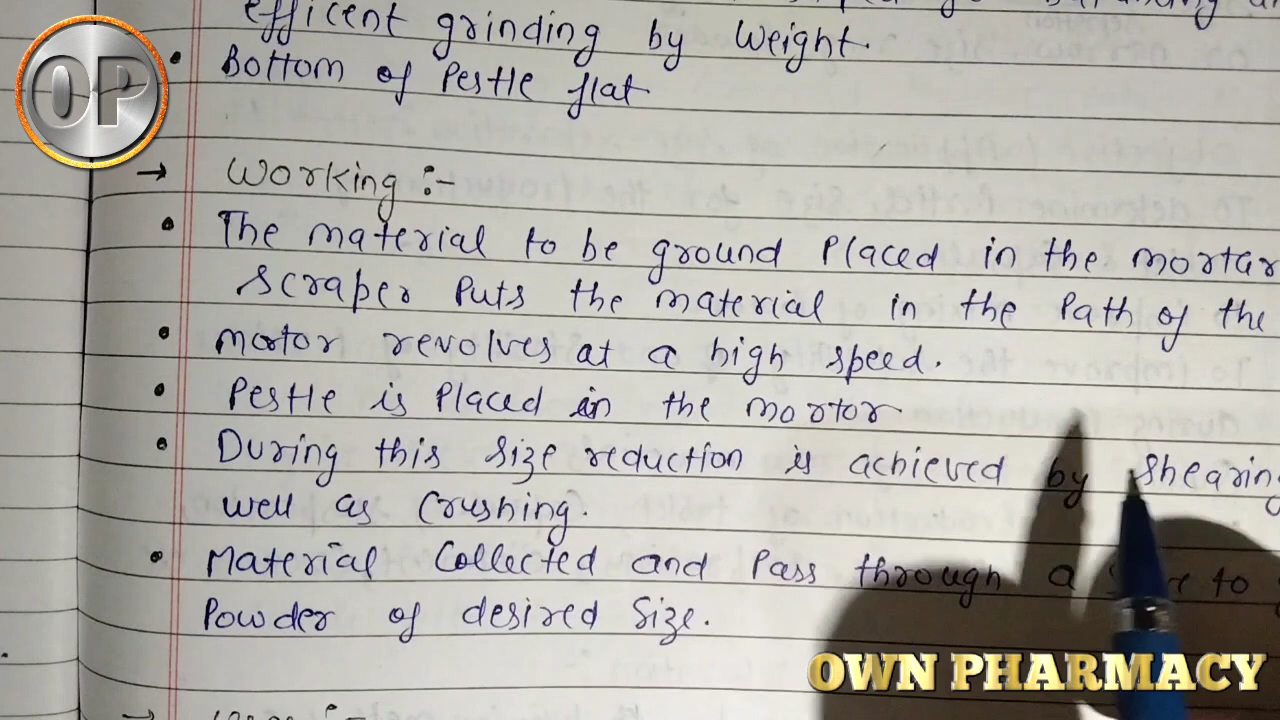 efficent grinding by weight.
• Bottom of Pestle flat
→ Working :-
• The material to be ground Placed in the mortar
Scraper Puts the material in the Path of the
• mortor revolves at a high speed.
• Pestle is Placed in the mortor.
• During this size reduction is achieved by shearing
well as Crushing
• Material Collected and Pass through a to
Powder of desired Size.
OP
OWN PHARMACY